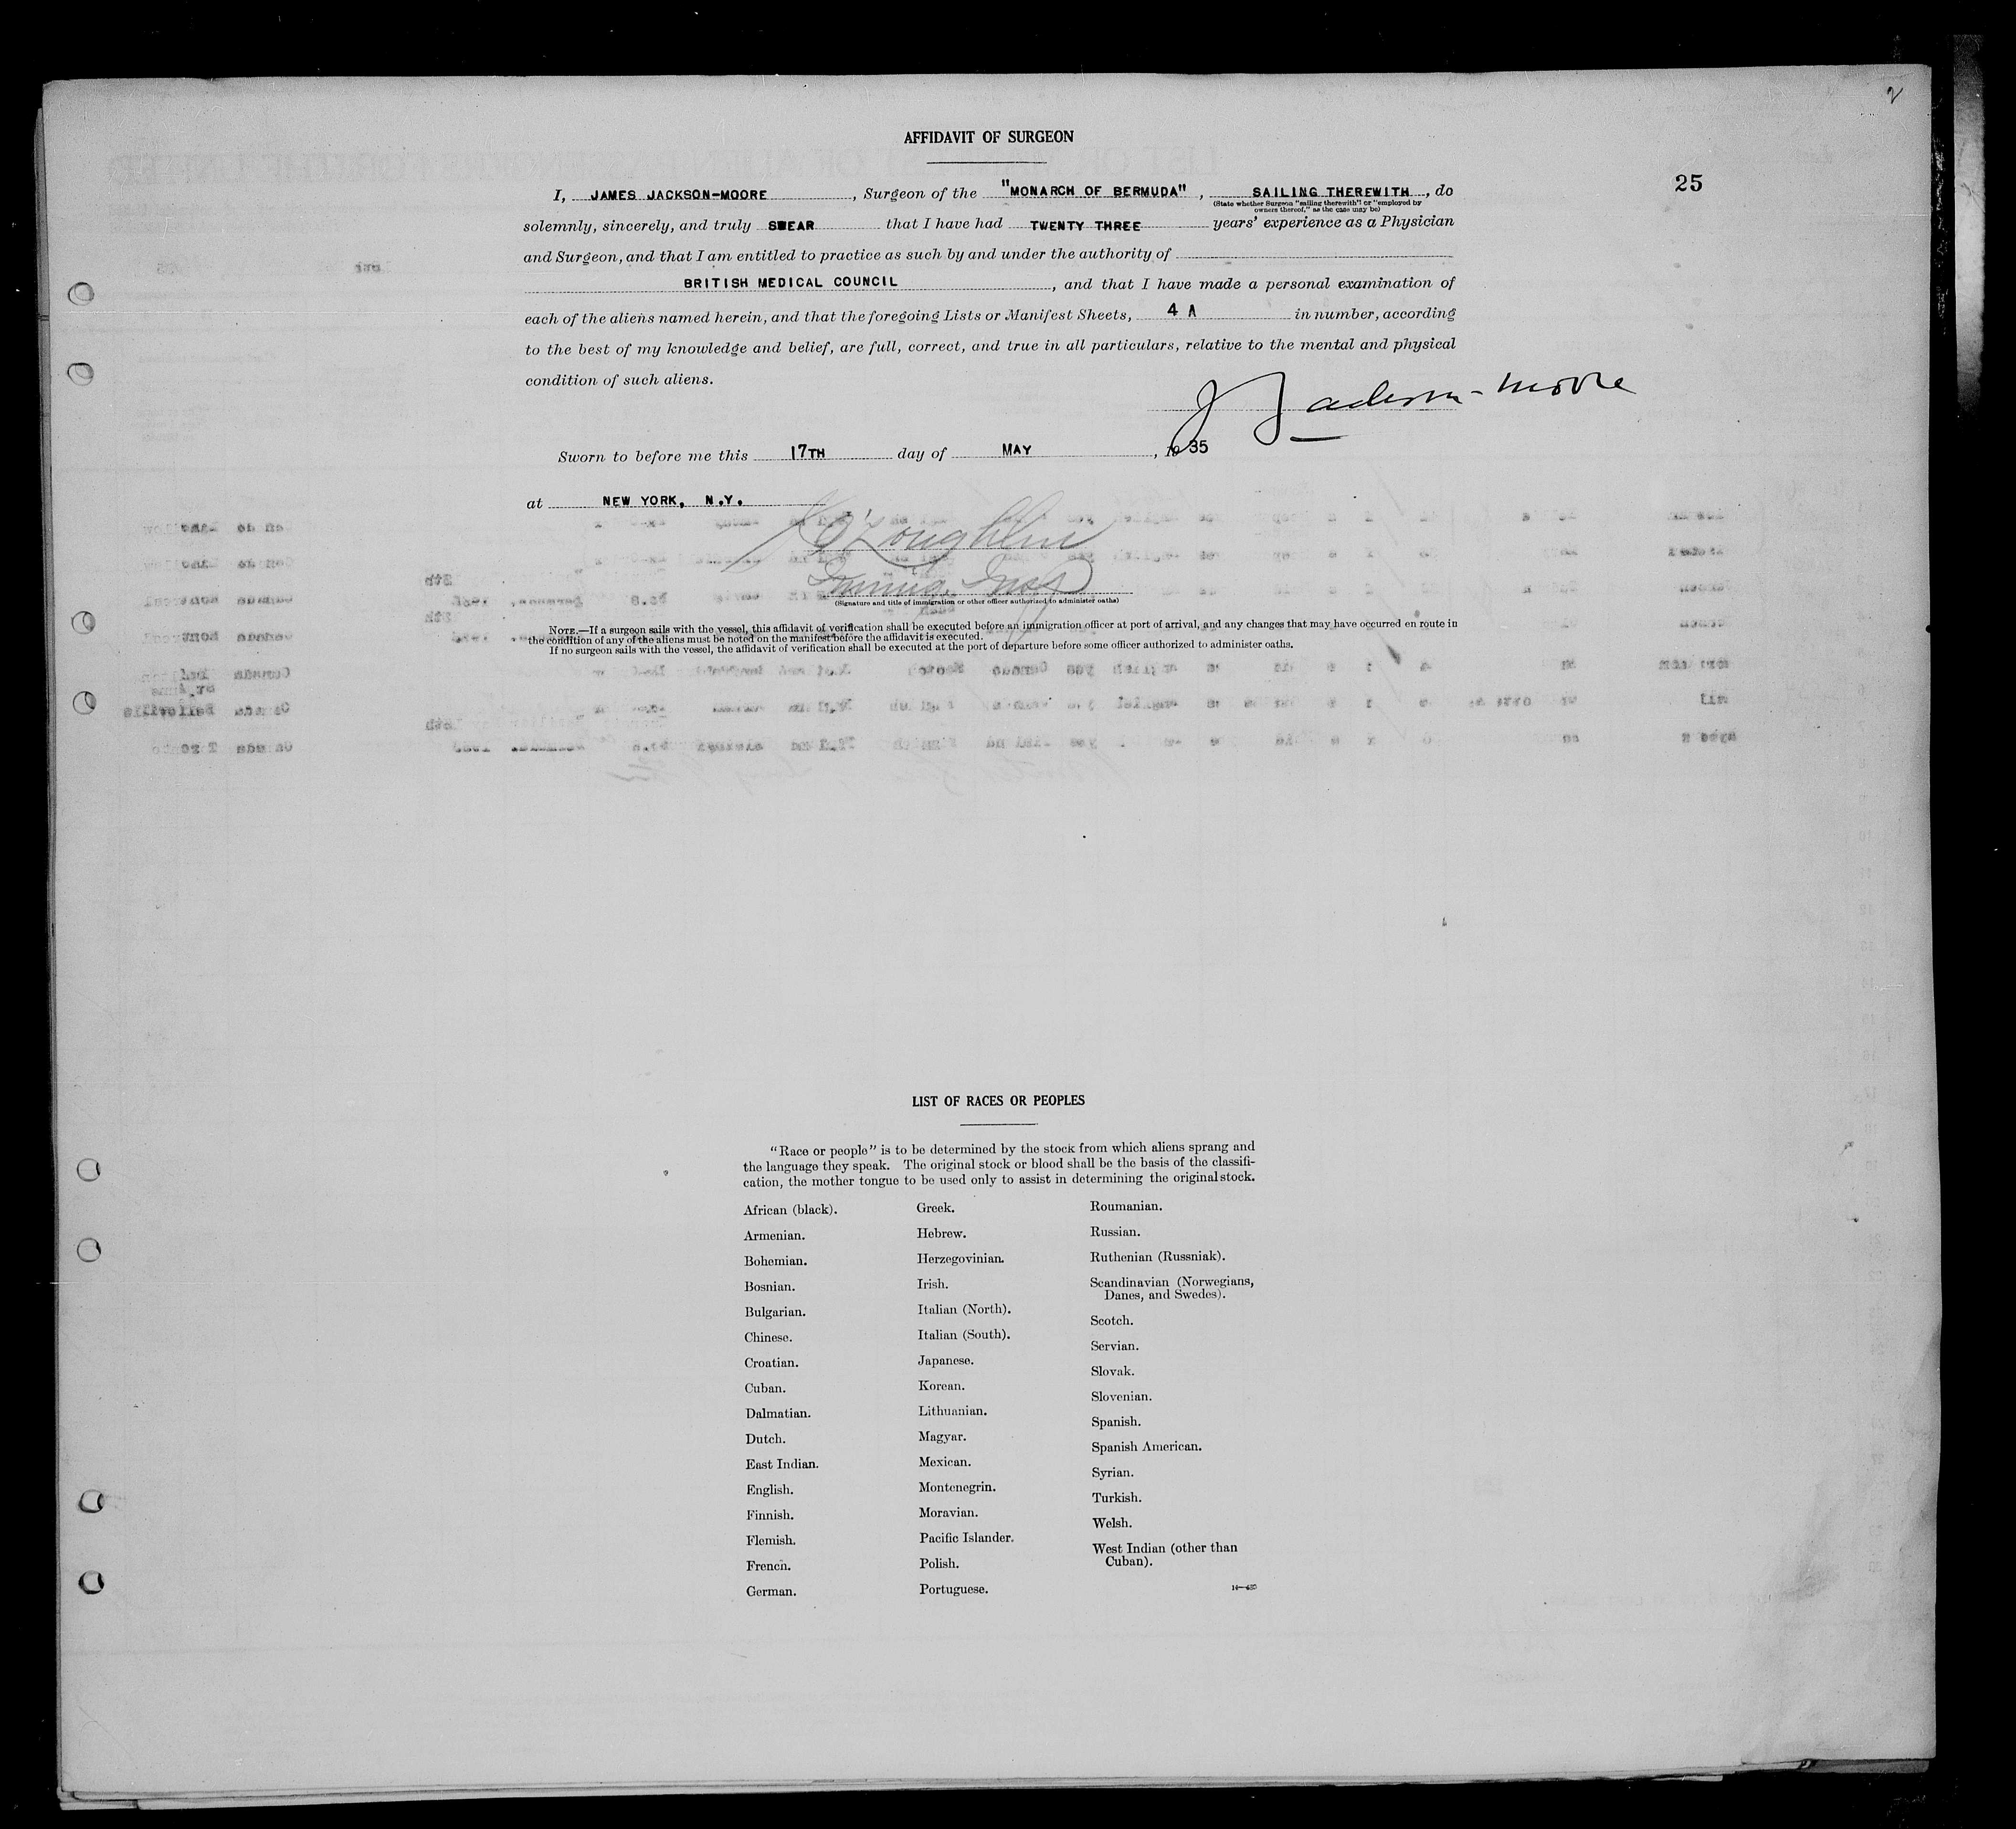 2
AFFIDAVIT OF SURGEON
25
I, JAMES JACKSON-MOORE, Surgeon of the "MONARCH OF BERMUDA", SAILING THEREWITH, do
(State whether Surgeon "sailing therewith" or "employed by
owners thereof," as the case may be)
solemnly, sincerely, and truly SWEAR that I have had TWENTY THREE years' experience as a Physician
and Surgeon, and that I am entitled to practice as such by and under the authority of
BRITISH MEDICAL COUNCIL, and that I have made a personal examination of
each of the aliens named herein, and that the foregoing Lists or Manifest Sheets, 4 A in number, according
to the best of my knowledge and belief, are full, correct, and true in all particulars, relative to the mental and physical
condition of such aliens.
J Jackson-Moore
Sworn to before me this 17TH day of MAY, 1935
at NEW YORK, N.Y.
O'Loughlin
Immig. Insp
(Signature and title of immigration or other officer authorized to administer oaths)
NOTE.—If a surgeon sails with the vessel, this affidavit of verification shall be executed before an immigration officer at port of arrival, and any changes that may have occurred en route in
the condition of any of the aliens must be noted on the manifest before the affidavit is executed.
If no surgeon sails with the vessel, the affidavit of verification shall be executed at the port of departure before some officer authorized to administer oaths.
LIST OF RACES OR PEOPLES
"Race or people" is to be determined by the stock from which aliens sprang and
the language they speak. The original stock or blood shall be the basis of the classifi-
cation, the mother tongue to be used only to assist in determining the original stock.
African (black).
Armenian.
Bohemian.
Bosnian.
Bulgarian.
Chinese.
Croatian.
Cuban.
Dalmatian.
Dutch.
East Indian.
English.
Finnish.
Flemish.
French.
German.
Greek.
Hebrew.
Herzegovinian.
Irish.
Italian (North).
Italian (South).
Japanese.
Korean.
Lithuanian.
Magyar.
Mexican.
Montenegrin.
Moravian.
Pacific Islander.
Polish.
Portuguese.
Roumanian.
Russian.
Ruthenian (Russniak).
Scandinavian (Norwegians,
Danes, and Swedes).
Scotch.
Servian.
Slovak.
Slovenian.
Spanish.
Spanish American.
Syrian.
Turkish.
Welsh.
West Indian (other than
Cuban).